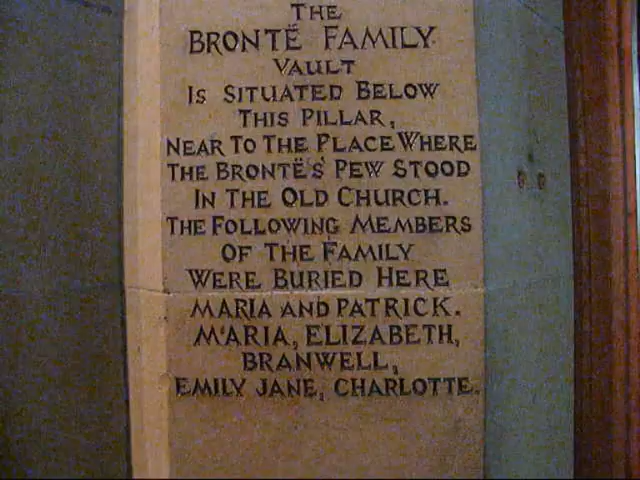 THE
BRONTË FAMILY
VAULT
IS SITUATED BELOW
THIS PILLAR,
NEAR TO THE PLACE WHERE
THE BRONTËS' PEW STOOD
IN THE OLD CHURCH.
THE FOLLOWING MEMBERS
OF THE FAMILY
WERE BURIED HERE
MARIA AND PATRICK.
MARIA, ELIZABETH,
BRANWELL,
EMILY JANE, CHARLOTTE.